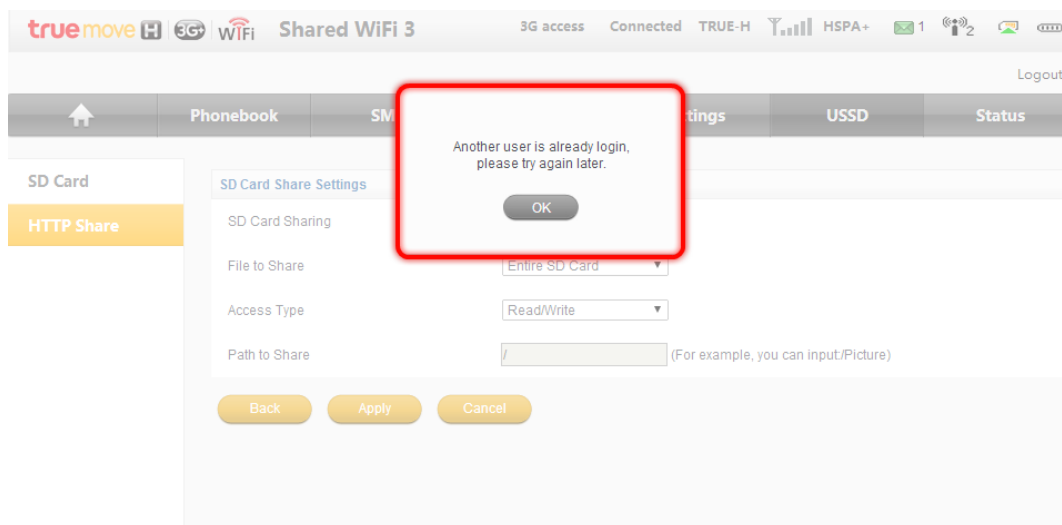 truemove H 3G+ WiFi Shared WiFi 3 3G access Connected TRUE-H HSPA+ 1 2
Logout
Phonebook SM tings USSD Status
Another user is already login,
please try again later.
OK
SD Card
HTTP Share
SD Card Share Settings
SD Card Sharing
File to Share Entire SD Card
Access Type Read/Write
Path to Share / (For example, you can input:/Picture)
Back Apply Cancel